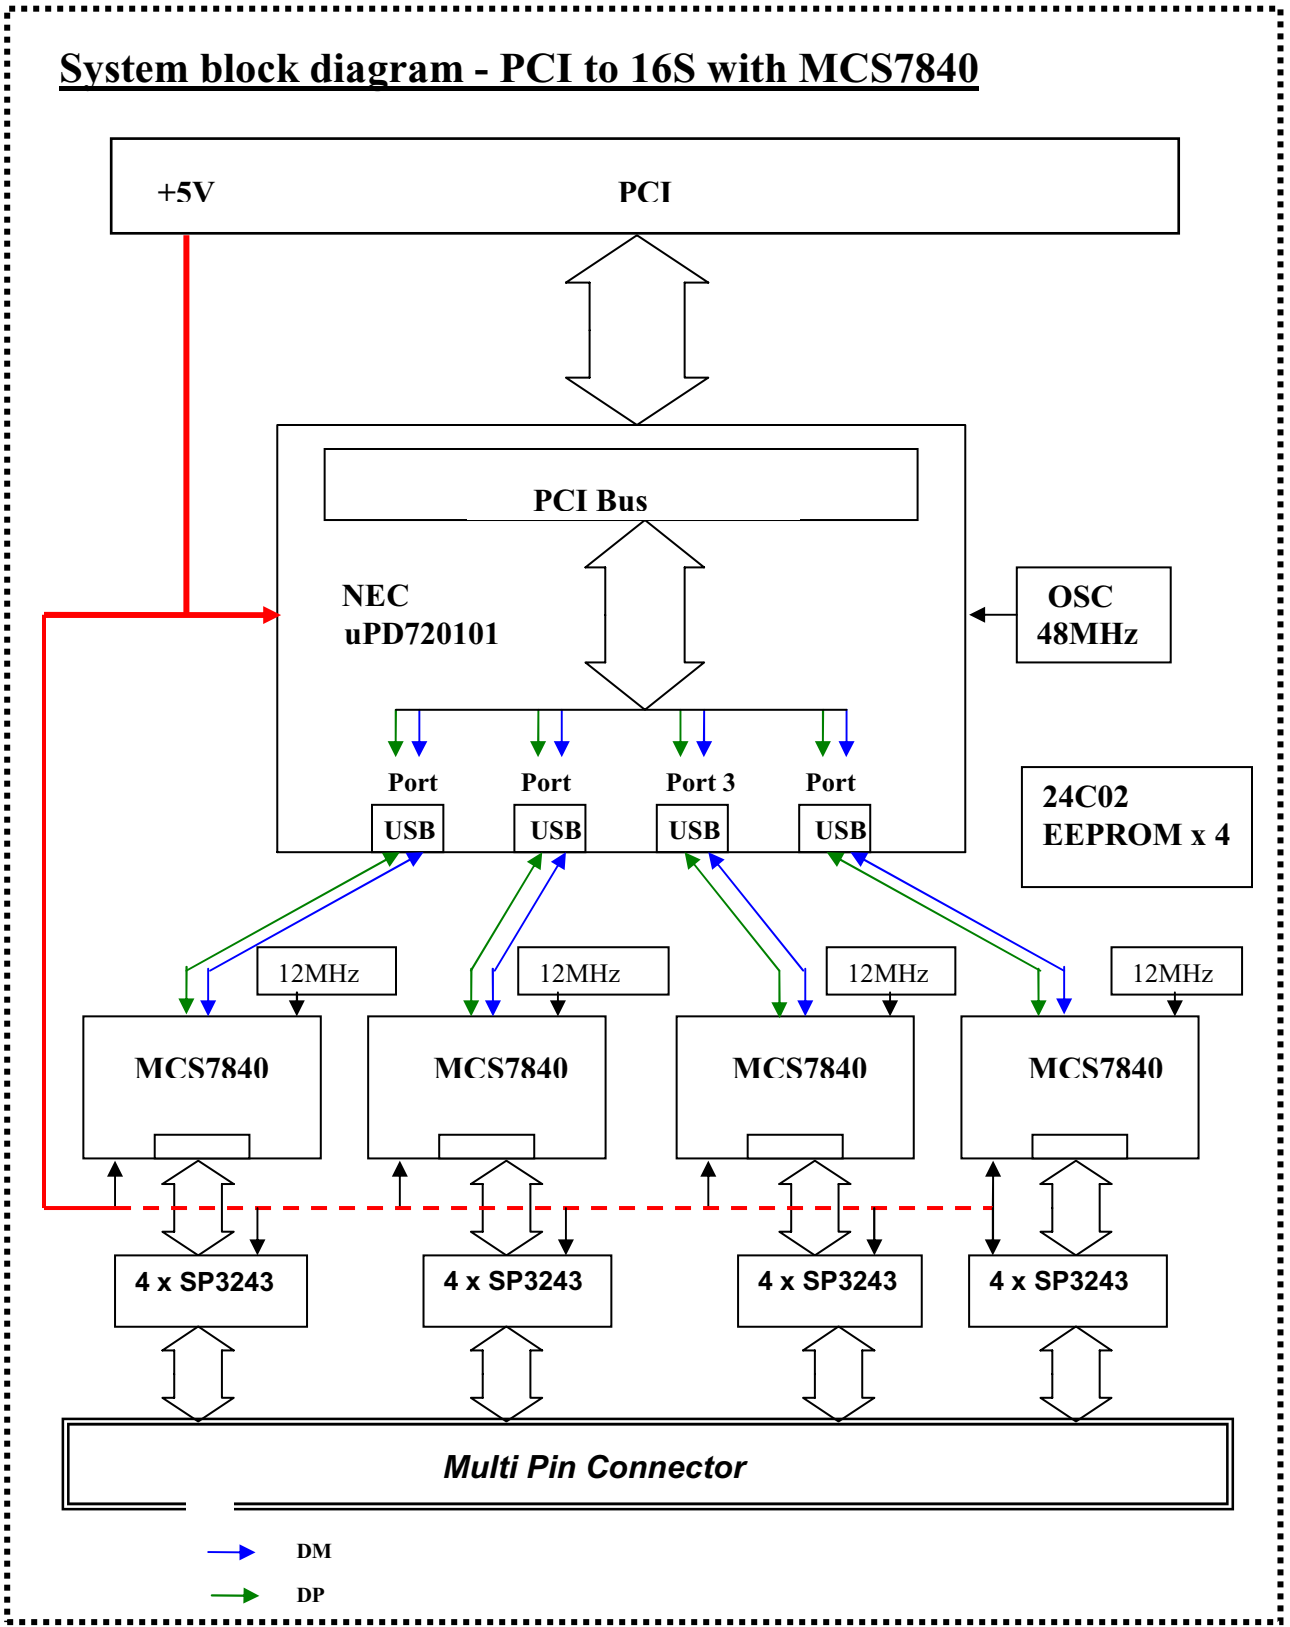 System block diagram - PCI to 16S with MCS7840
+5V PCI
PCI Bus
NEC
uPD720101
OSC
48MHz
Port Port Port 3 Port
USB USB USB USB
24C02
EEPROM x 4
12MHz 12MHz 12MHz 12MHz
MCS7840 MCS7840 MCS7840 MCS7840
4 x SP3243 4 x SP3243 4 x SP3243 4 x SP3243
Multi Pin Connector
DM
DP